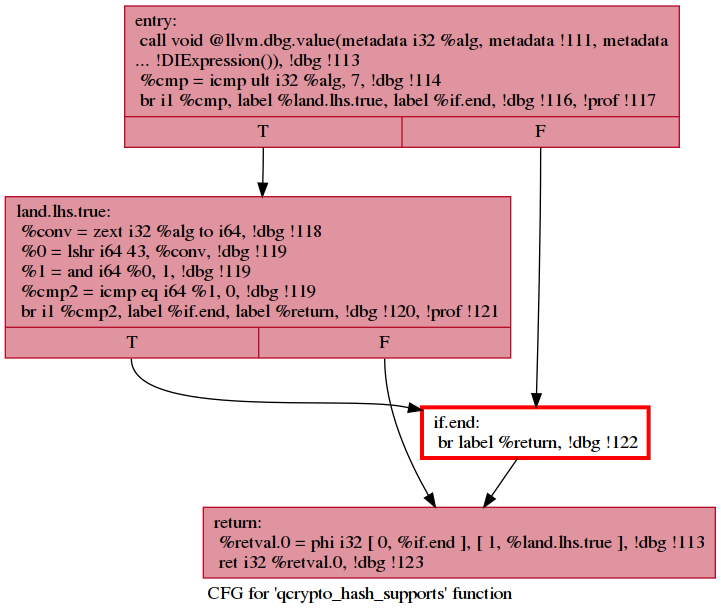 entry:
call void @llvm.dbg.value(metadata i32 %alg, metadata !111, metadata
... !DIExpression()), !dbg !113
%cmp = icmp ult i32 %alg, 7, !dbg !114
br i1 %cmp, label %land.lhs.true, label %if.end, !dbg !116, !prof !117
T F
land.lhs.true:
%conv = zext i32 %alg to i64, !dbg !118
%0 = lshr i64 43, %conv, !dbg !119
%1 = and i64 %0, 1, !dbg !119
%cmp2 = icmp eq i64 %1, 0, !dbg !119
br i1 %cmp2, label %if.end, label %return, !dbg !120, !prof !121
T F
if.end:
br label %return, !dbg !122
return:
%retval.0 = phi i32 [ 0, %if.end ], [ 1, %land.lhs.true ], !dbg !113
ret i32 %retval.0, !dbg !123
CFG for 'qcrypto_hash_supports' function